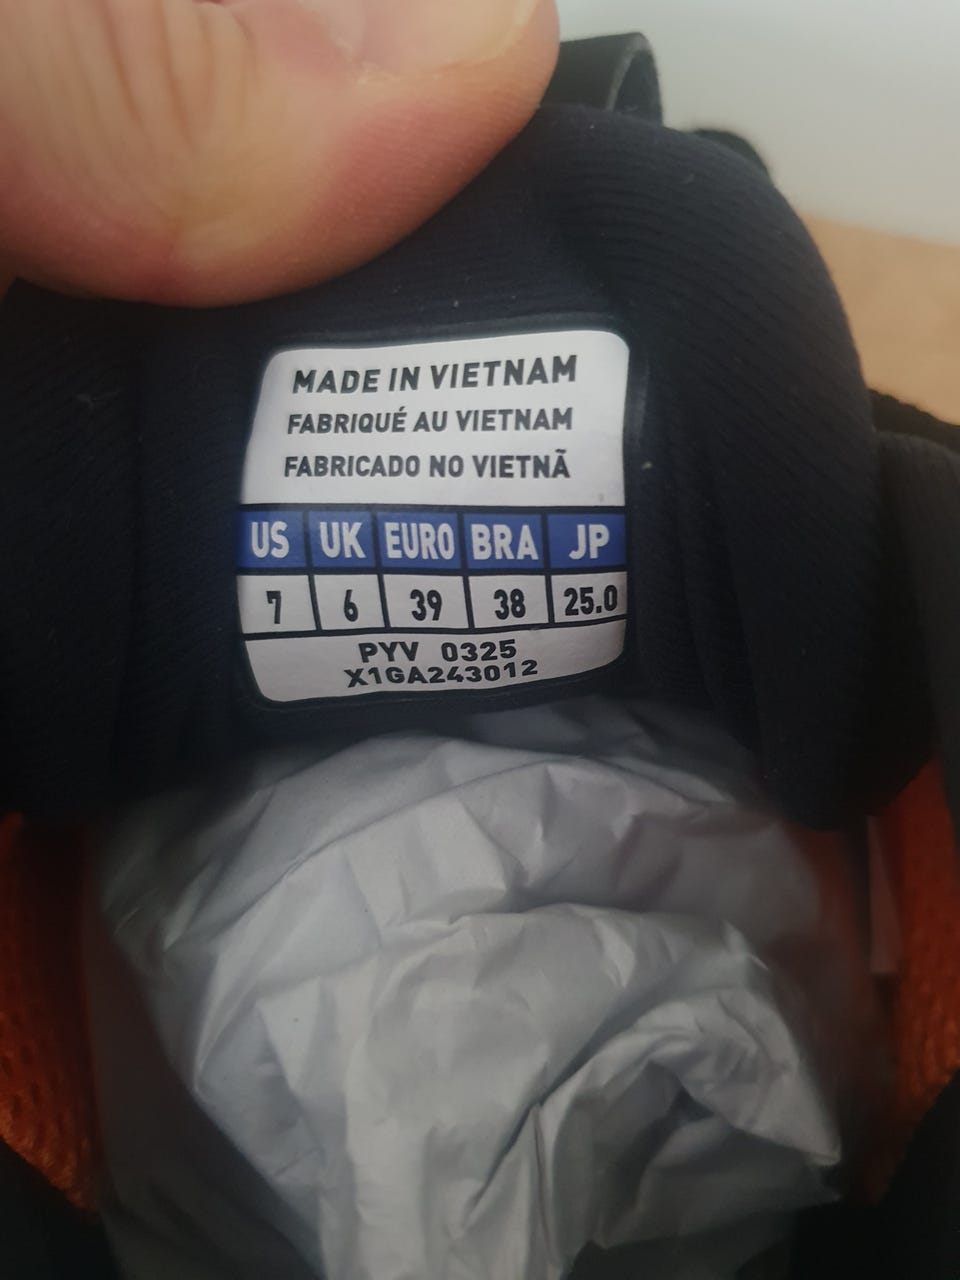 MADE IN VIETNAM
FABRIQUÉ AU VIETNAM
FABRICADO NO VIETNÃ
US UK EURO BRA JP
7 6 39 38 25.0
PYV 0325
X1GA243012